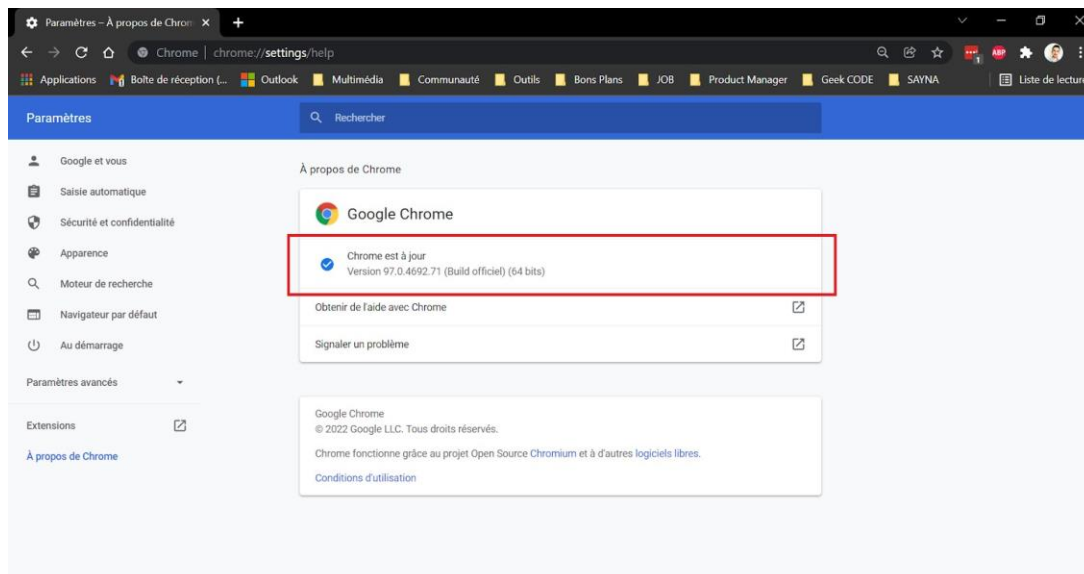 Paramètres – À propos de Chrom
Chrome | chrome://settings/help
Applications Boîte de réception (... Outlook Multimédia Communauté Outils Bons Plans JOB Product Manager Geek CODE SAYNA Liste de lecture
Paramètres
Rechercher
Google et vous
Saisie automatique
Sécurité et confidentialité
Apparence
Moteur de recherche
Navigateur par défaut
Au démarrage
Paramètres avancés
Extensions
À propos de Chrome
À propos de Chrome
Google Chrome
Chrome est à jour
Version 97.0.4692.71 (Build officiel) (64 bits)
Obtenir de l'aide avec Chrome
Signaler un problème
Google Chrome
© 2022 Google LLC. Tous droits réservés.
Chrome fonctionne grâce au projet Open Source Chromium et à d'autres logiciels libres.
Conditions d'utilisation